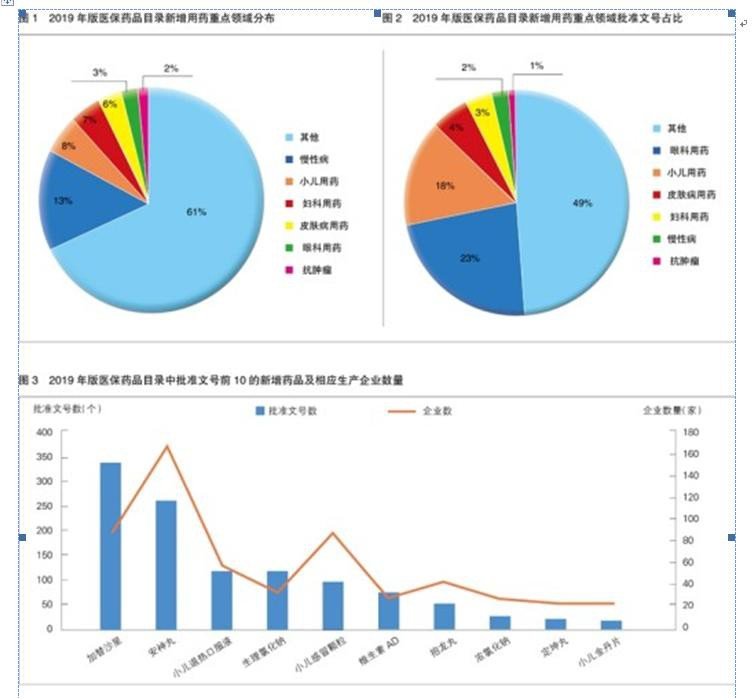 图 1 2019 年版医保药品目录新增用药重点领域分布
图 2 2019 年版医保药品目录新增用药重点领域批准文号占比
3%
2%
6%
7%
8%
13%
61%
其他
慢性病
小儿用药
妇科用药
皮肤病用药
眼科用药
抗肿瘤
2%
1%
3%
4%
18%
49%
23%
其他
眼科用药
小儿用药
皮肤病用药
妇科用药
慢性病
抗肿瘤
图 3 2019 年版医保药品目录中批准文号前 10 的新增药品及相应生产企业数量
批准文号数(个)
批准文号数
企业数
企业数量(家)
400
350
300
250
200
150
100
50
0
180
160
140
120
100
80
60
40
20
0
加替沙星
安神丸
小儿退热口服液
生理氯化钠
小儿感冒颗粒
维生素 AD
抱龙丸
浓氯化钠
定坤丸
小儿金丹片